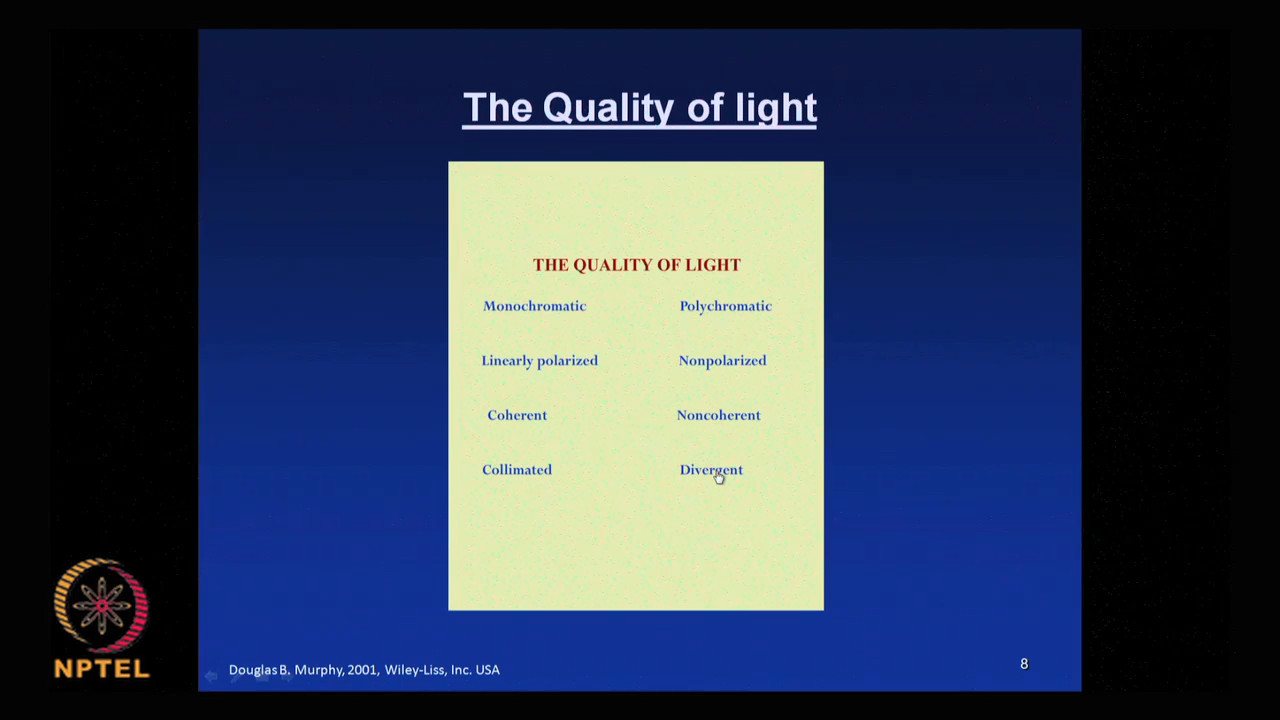 The Quality of light
THE QUALITY OF LIGHT
Monochromatic Polychromatic
Linearly polarized Nonpolarized
Coherent Noncoherent
Collimated Divergent
NPTEL
Douglas B. Murphy, 2001, Wiley-Liss, Inc. USA
8